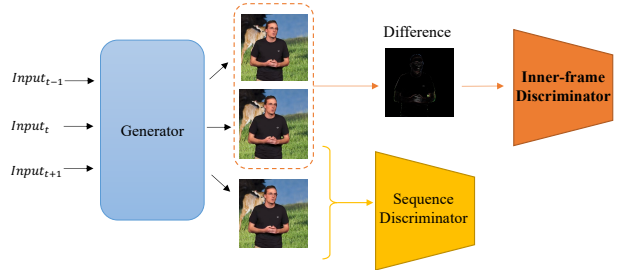 Difference
Input_{t-1}
Input_t
Input_{t+1}
Generator
Inner-frame
Discriminator
Sequence
Discriminator